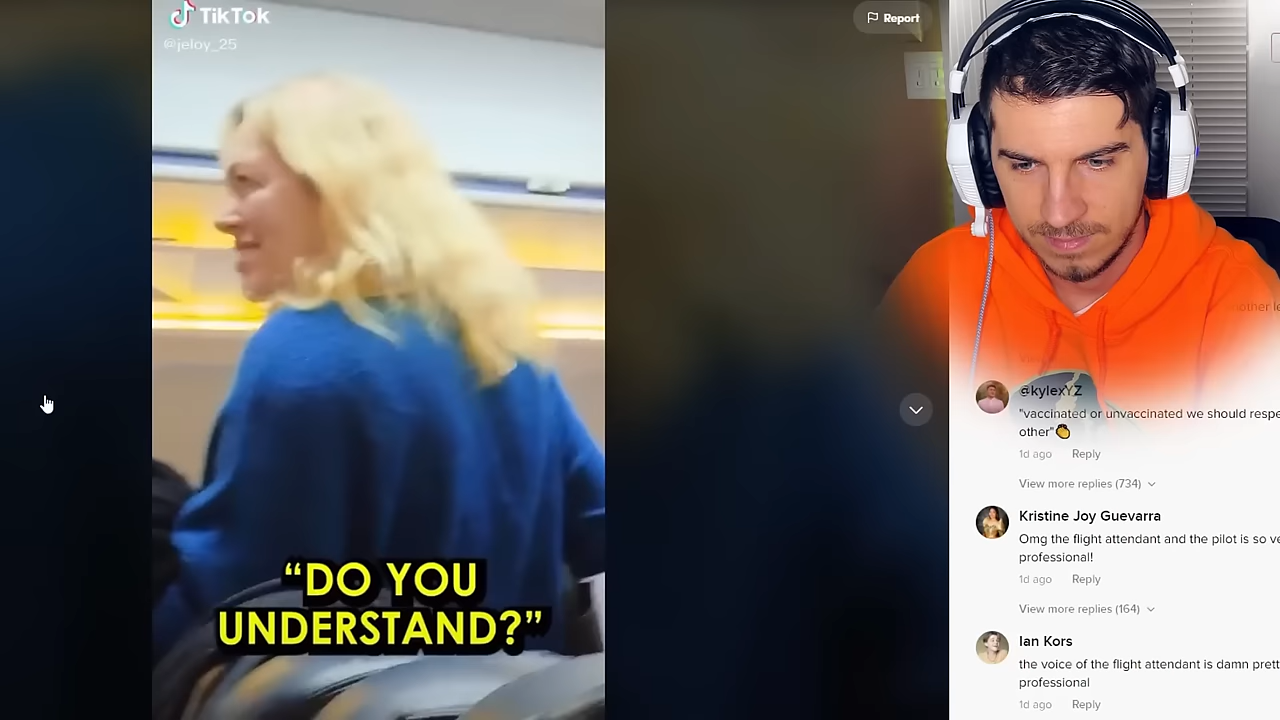 TikTok
@jeloy_25
Report
“DO YOU
UNDERSTAND?”
@kylexYZ
"vaccinated or unvaccinated we should respe
other"
1d ago Reply
View more replies (734)
Kristine Joy Guevarra
Omg the flight attendant and the pilot is so ve
professional!
1d ago Reply
View more replies (164)
Ian Kors
the voice of the flight attendant is damn prett
professional
1d ago Reply